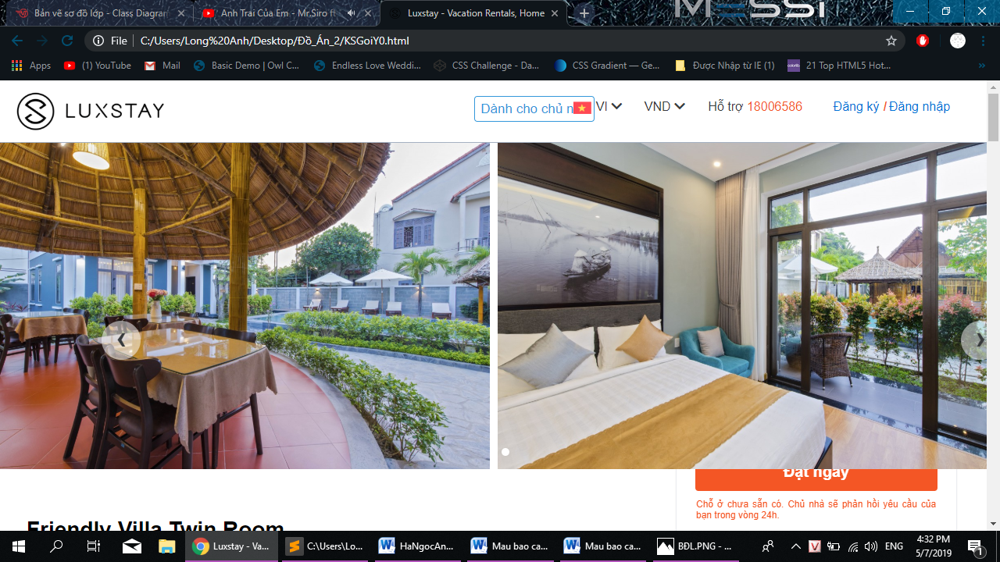 Bản vẽ sơ đồ lớp - Class Diagran
Anh Trai Của Em - Mr.Siro ft
Luxstay - Vacation Rentals, Home
MESSI
File
C:/Users/Long%20Anh/Desktop/Đồ_Án_2/KSGoiY0.html
Apps
(1) YouTube
Mail
Basic Demo | Owl C...
Endless Love Weddi...
CSS Challenge - Da...
CSS Gradient — Ge...
Được Nhập từ IE (1)
21 Top HTML5 Hot...
LUXSTAY
Dành cho chủ n
VI
VND
Hỗ trợ 18006586
Đăng ký / Đăng nhập
Đặt ngay
Chỗ ở chưa sẵn có. Chủ nhà sẽ phản hồi yêu cầu của
bạn trong vòng 24h.
Friendly Villa Twin Room
Luxstay - Va...
C:\Users\Lo...
HaNgocAn...
Mau bao ca...
Mau bao ca...
BĐL.PNG - ...
ENG
4:32 PM
5/7/2019
1